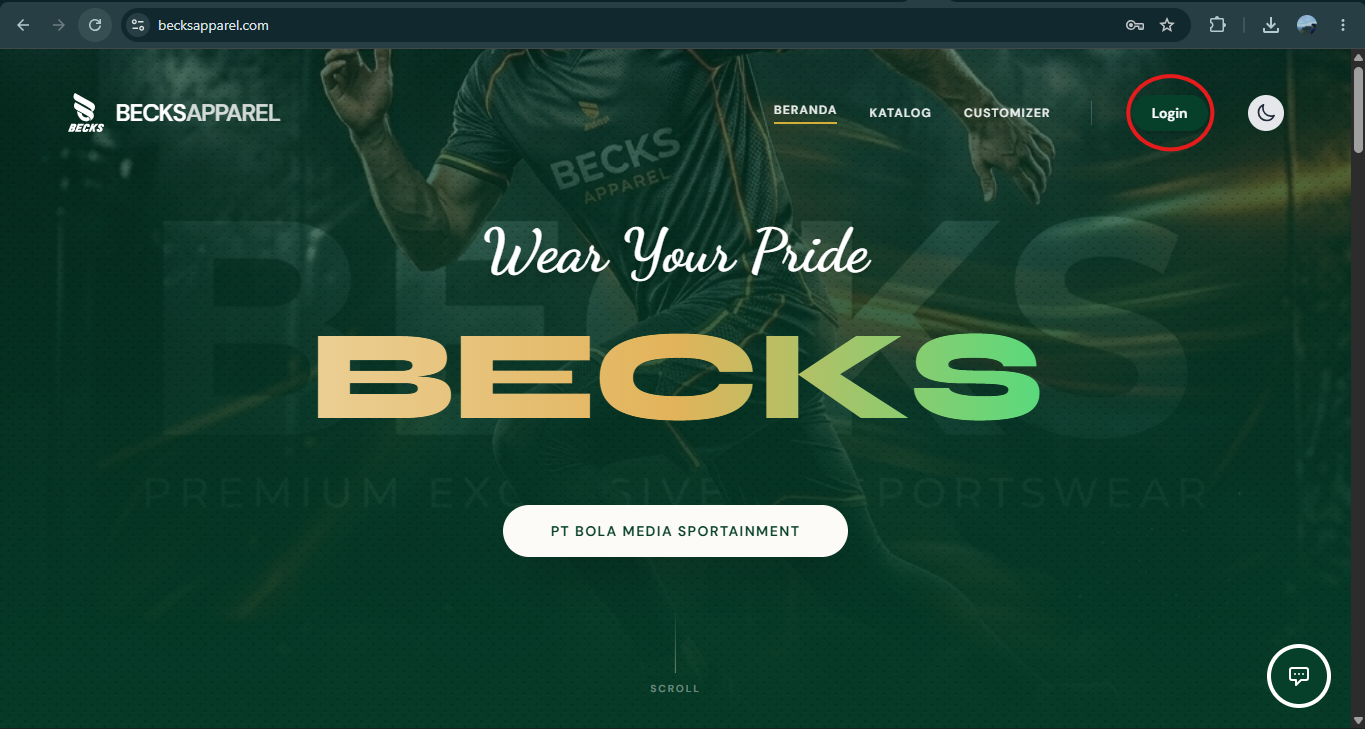 becksapparel.com
BECKS
BECKSAPPAREL
BERANDA
KATALOG
CUSTOMIZER
Login
BECKS
APPAREL
BECKS
Wear Your Pride
BECKS
PREMIUM EXCLUSIVE SPORTSWEAR
PT BOLA MEDIA SPORTAINMENT
SCROLL